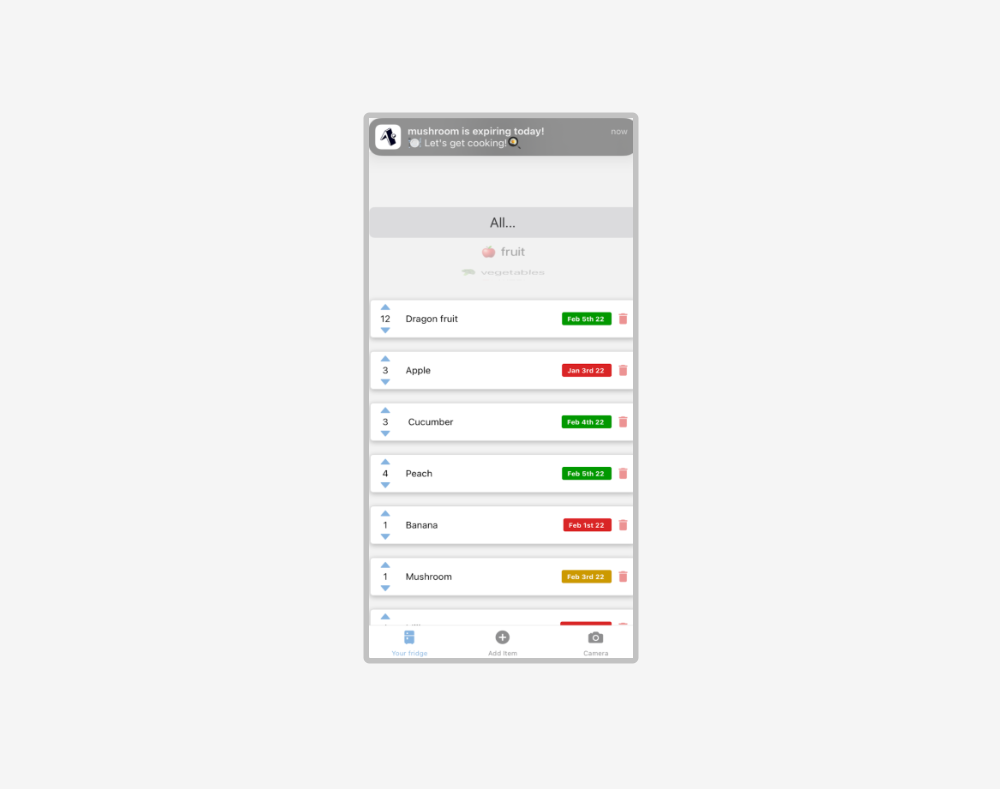 mushroom is expiring today!
now
🍽 Let's get cooking!🍳
All...
🍎 fruit
vegetables
12 Dragon fruit Feb 5th 22
3 Apple Jan 3rd 22
3 Cucumber Feb 4th 22
4 Peach Feb 5th 22
1 Banana Feb 1st 22
1 Mushroom Feb 3rd 22
Your fridge
Add Item
Camera